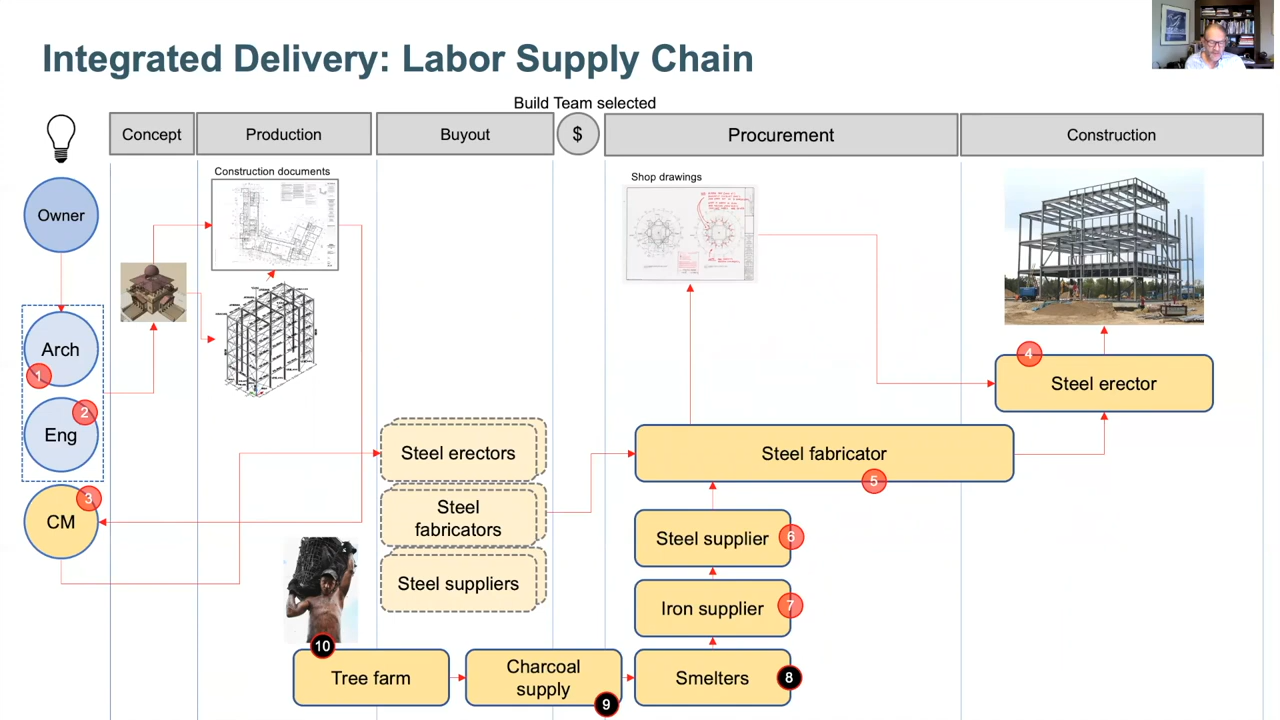 Integrated Delivery: Labor Supply Chain
Build Team selected
Concept
Production
Buyout
$
Procurement
Construction
Construction documents
Shop drawings
Owner
Arch
1
2
Eng
3
CM
4
Steel erector
Steel erectors
Steel
fabricators
Steel suppliers
Steel fabricator
5
Steel supplier
6
Iron supplier
7
10
Tree farm
Charcoal
supply
9
Smelters
8